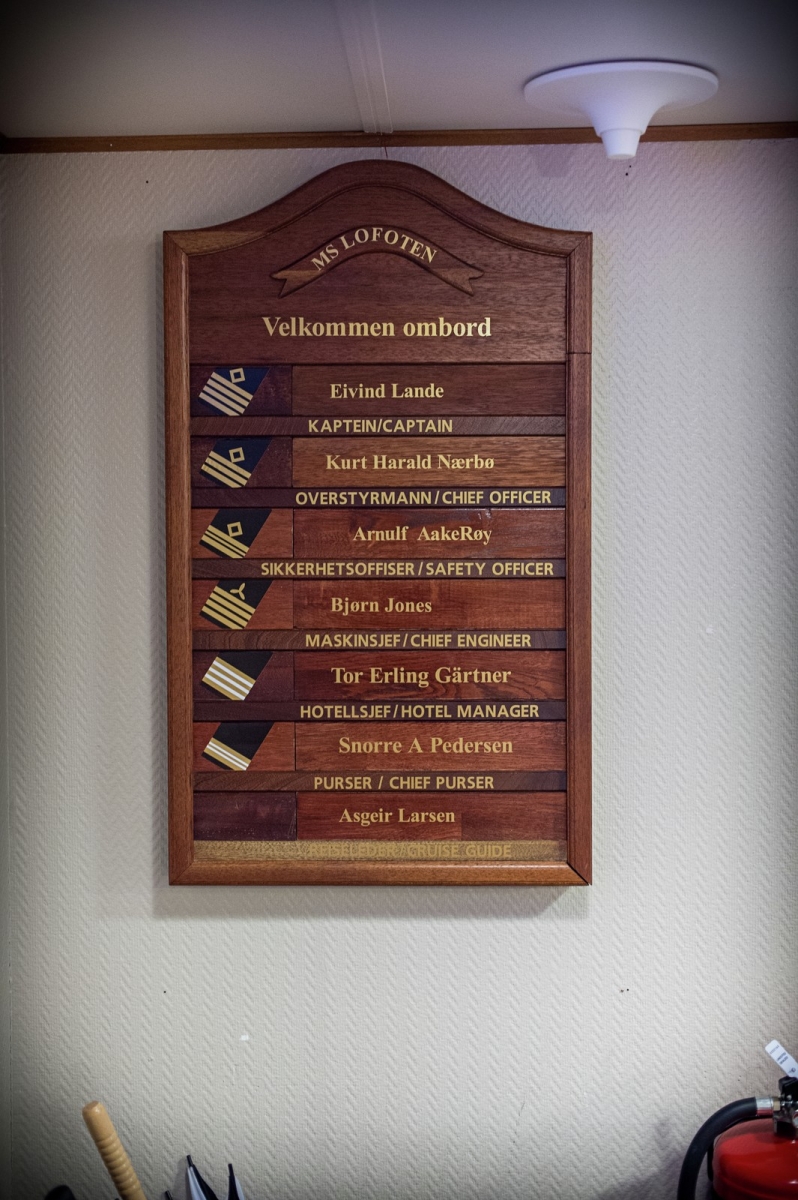 MS LOFOTEN
Velkommen ombord
Eivind Lande
KAPTEIN/CAPTAIN
Kurt Harald Nærbø
OVERSTYRMANN/CHIEF OFFICER
Arnulf AakeRøy
SIKKERHETSOFFISER/SAFETY OFFICER
Bjørn Jones
MASKINSJEF/CHIEF ENGINEER
Tor Erling Gärtner
HOTELLSJEF/HOTEL MANAGER
Snorre A Pedersen
PURSER / CHIEF PURSER
Asgeir Larsen
REISELEDER/CRUISE GUIDE